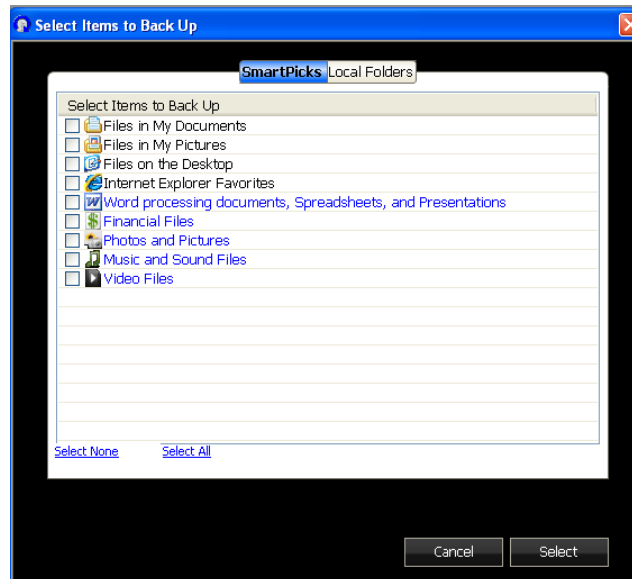 Select Items to Back Up
SmartPicks Local Folders
Select Items to Back Up
Files in My Documents
Files in My Pictures
Files on the Desktop
Internet Explorer Favorites
Word processing documents, Spreadsheets, and Presentations
Financial Files
Photos and Pictures
Music and Sound Files
Video Files
Select None Select All
Cancel Select